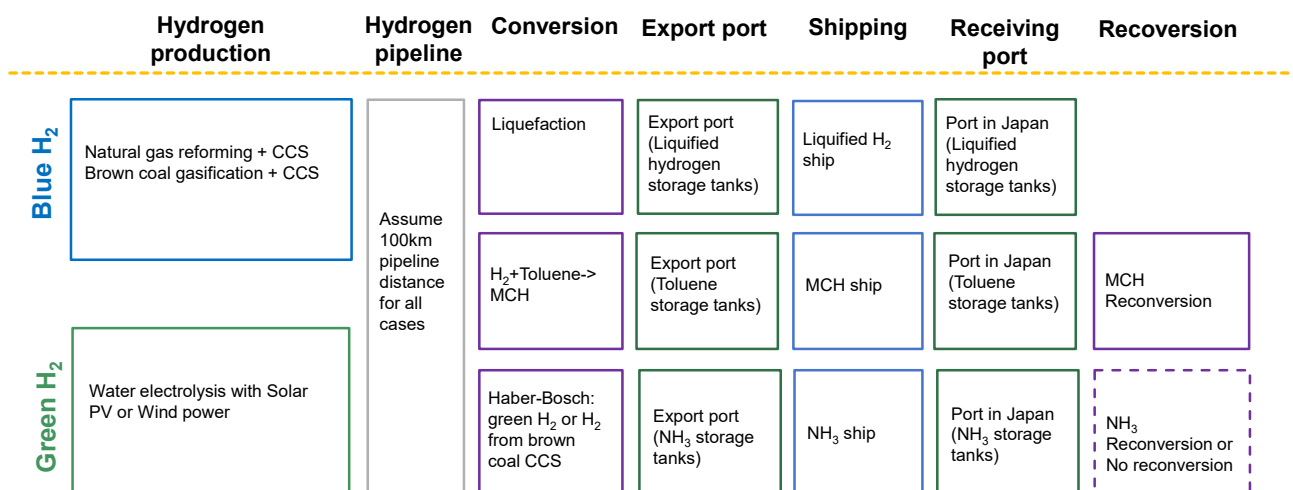 Hydrogen
production
Hydrogen
pipeline
Conversion
Export port
Shipping
Receiving
port
Recoversion
Blue H₂
Natural gas reforming + CCS
Brown coal gasification + CCS
Assume
100km
pipeline
distance
for all
cases
Liquefaction
Export port
(Liquified
hydrogen
storage tanks)
Liquified H₂
ship
Port in Japan
(Liquified
hydrogen
storage tanks)
H₂+Toluene->
MCH
Export port
(Toluene
storage tanks)
MCH ship
Port in Japan
(Toluene
storage tanks)
MCH
Reconversion
Green H₂
Water electrolysis with Solar
PV or Wind power
Haber-Bosch:
green H₂ or H₂
from brown
coal CCS
Export port
(NH₃ storage
tanks)
NH₃ ship
Port in Japan
(NH₃ storage
tanks)
NH₃
Reconversion or
No reconversion